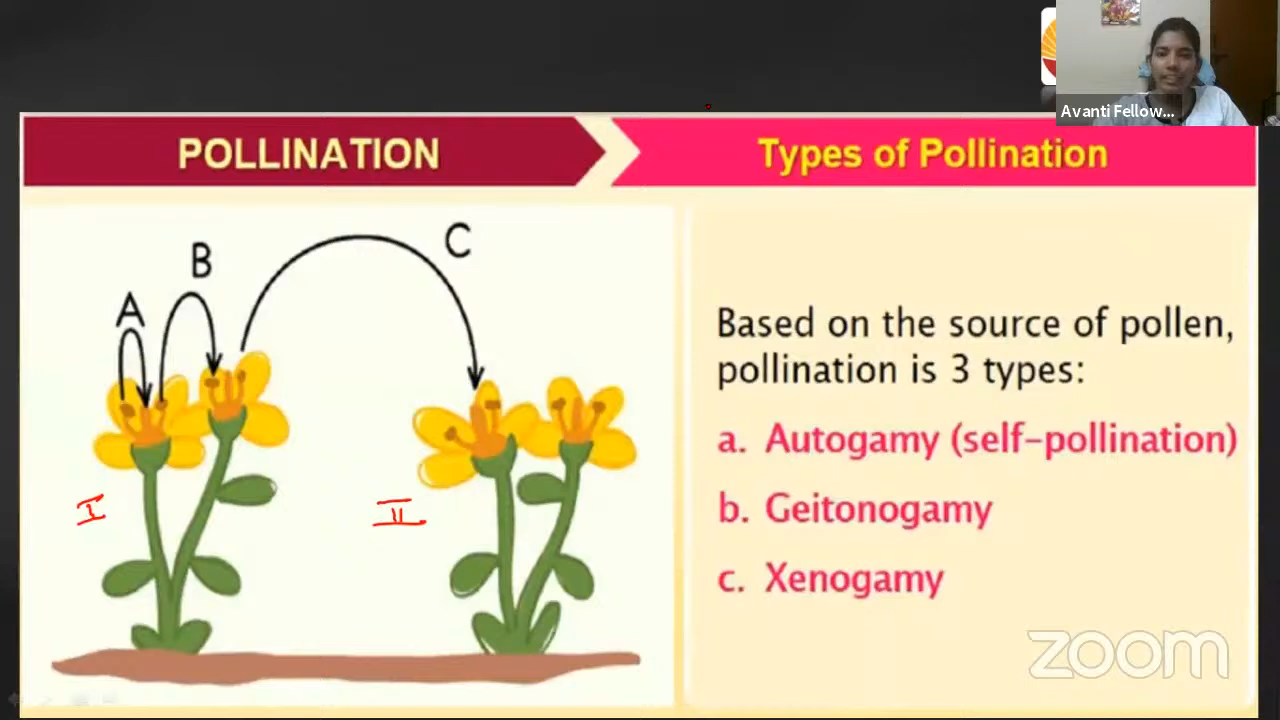 Avanti Fellow...
POLLINATION
Types of Pollination
A
B
C
I
II
Based on the source of pollen,
pollination is 3 types:
a. Autogamy (self-pollination)
b. Geitonogamy
c. Xenogamy
zoom